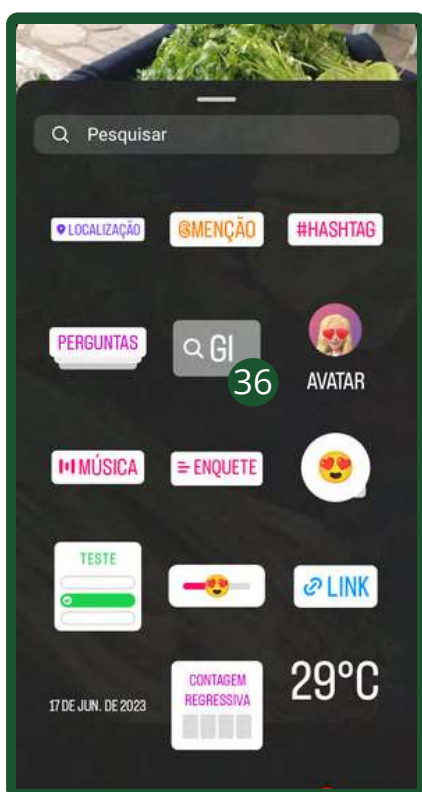 Pesquisar
LOCALIZAÇÃO
@MENÇÃO
#HASHTAG
PERGUNTAS
GI
36
AVATAR
MÚSICA
ENQUETE
TESTE
LINK
17 DE JUN. DE 2023
CONTAGEM
REGRESSIVA
29°C